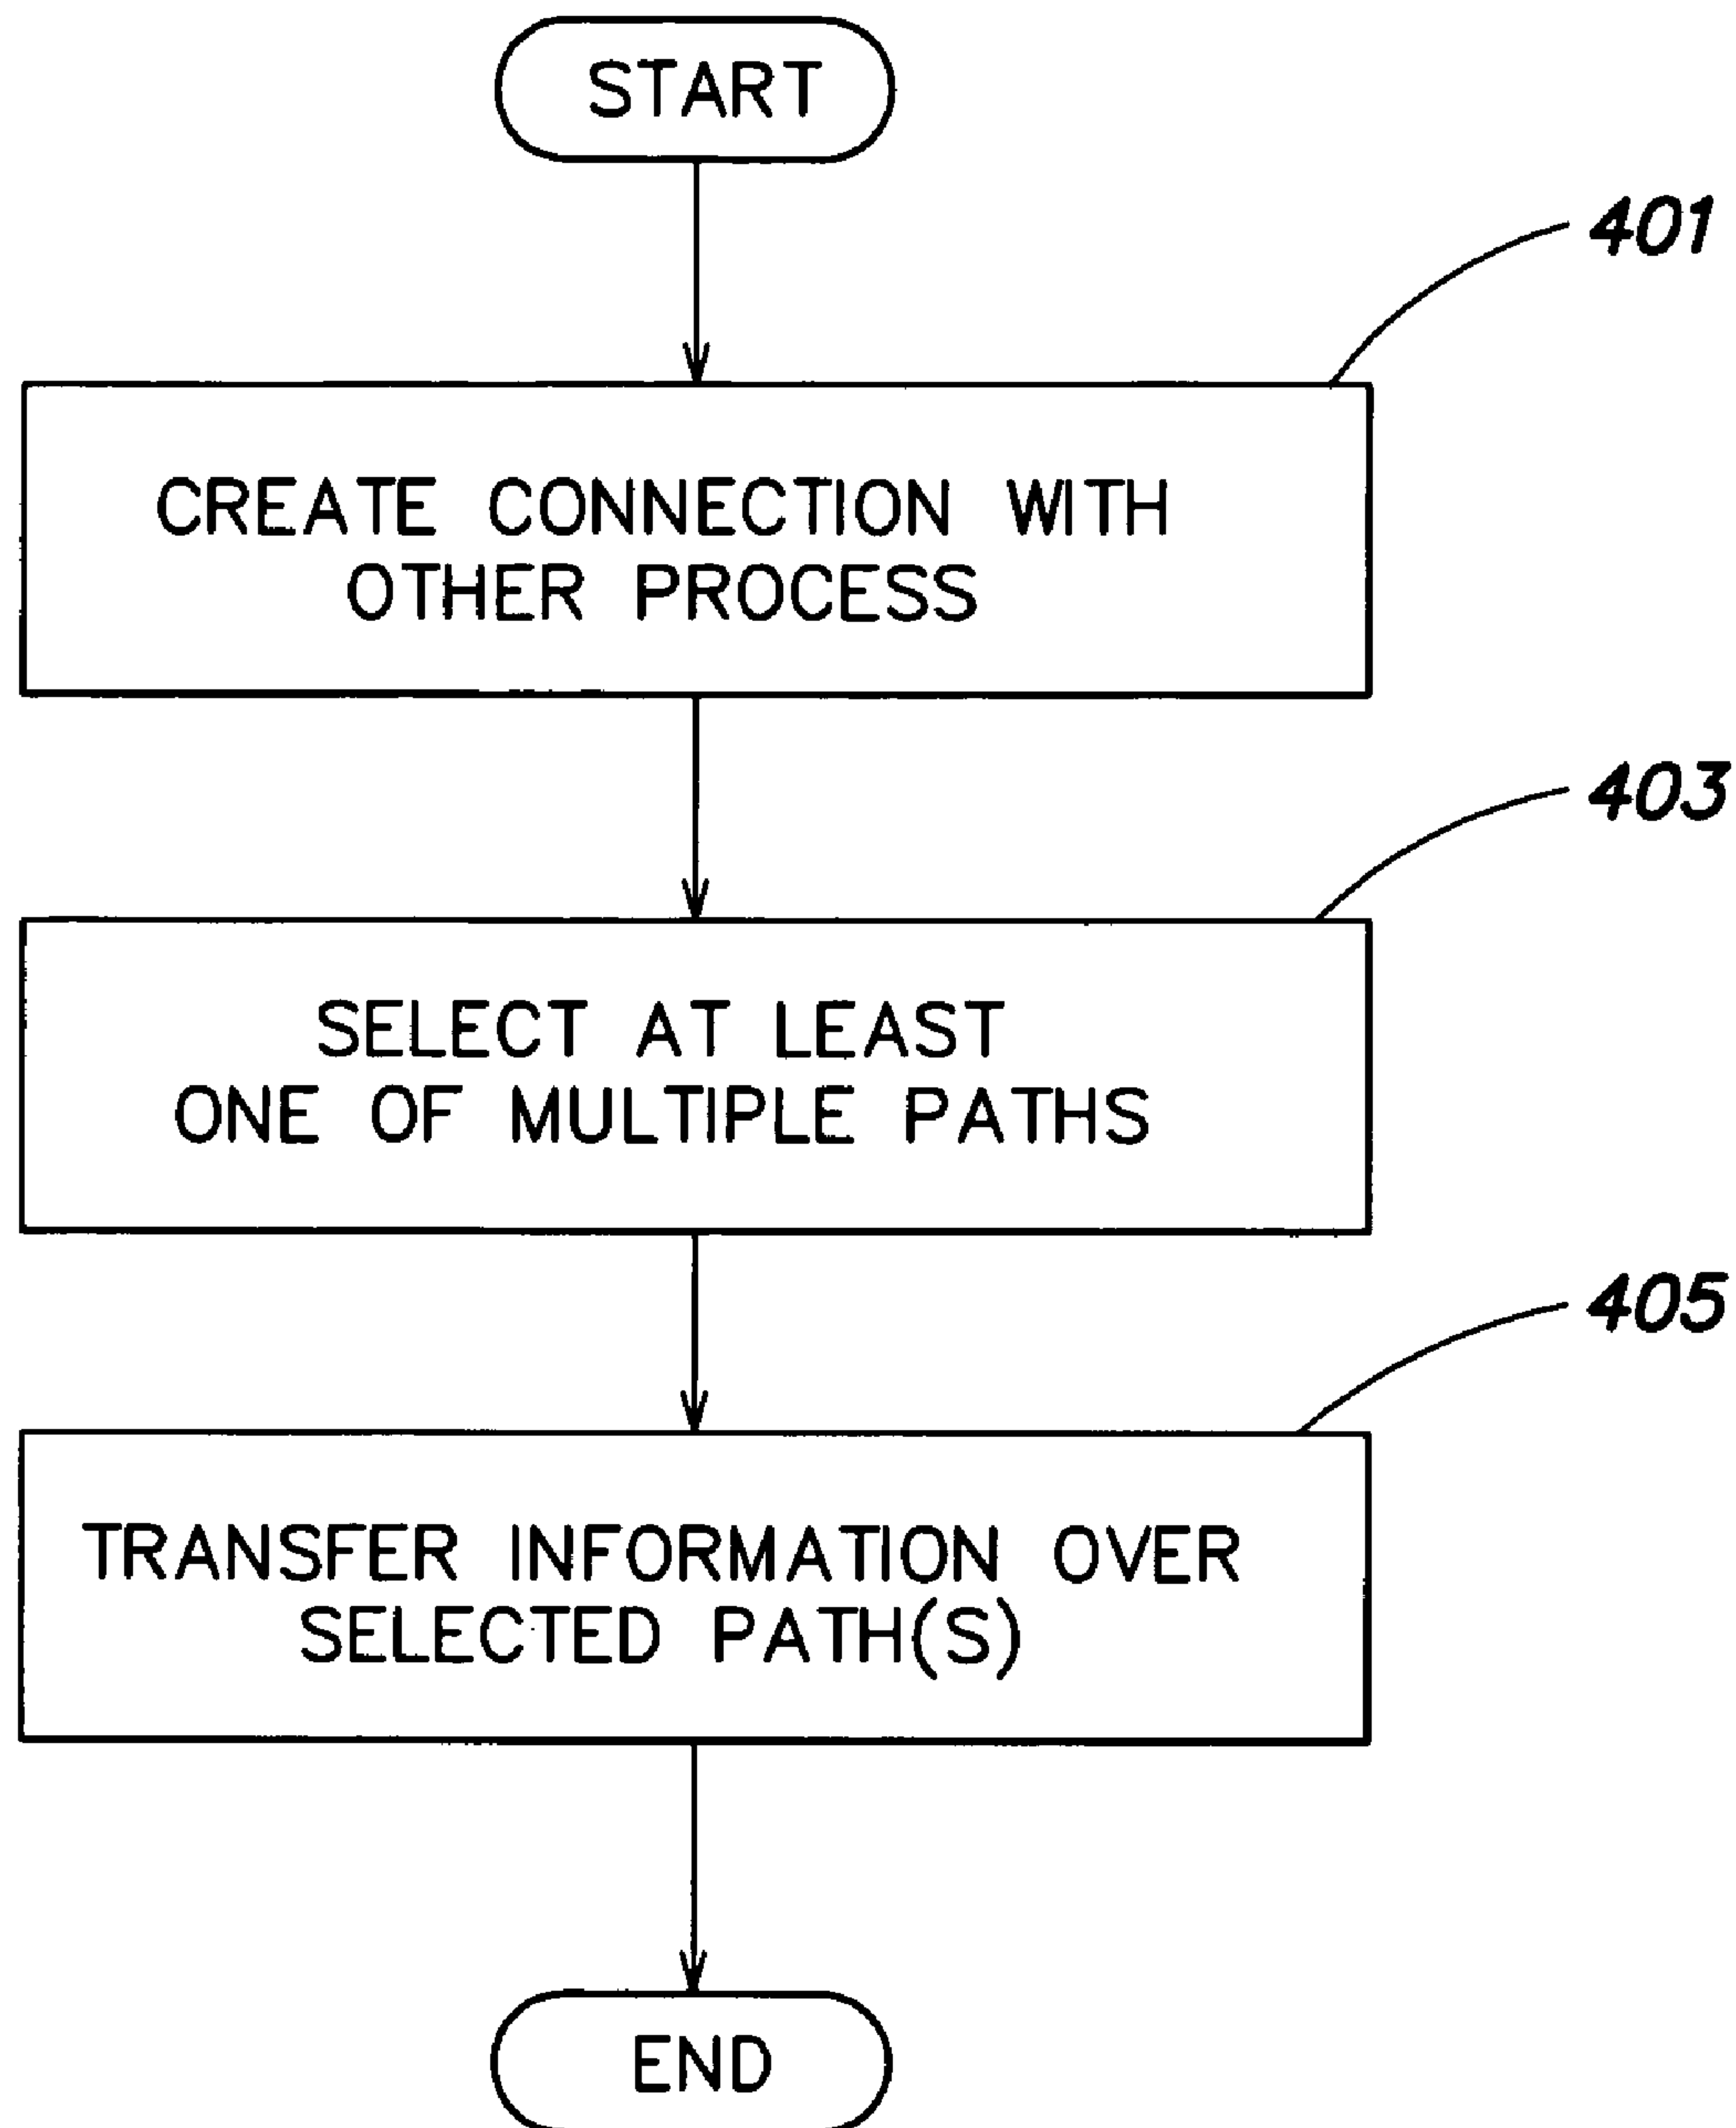 START
401
CREATE CONNECTION WITH
OTHER PROCESS
403
SELECT AT LEAST
ONE OF MULTIPLE PATHS
405
TRANSFER INFORMATION OVER
SELECTED PATH(S)
END